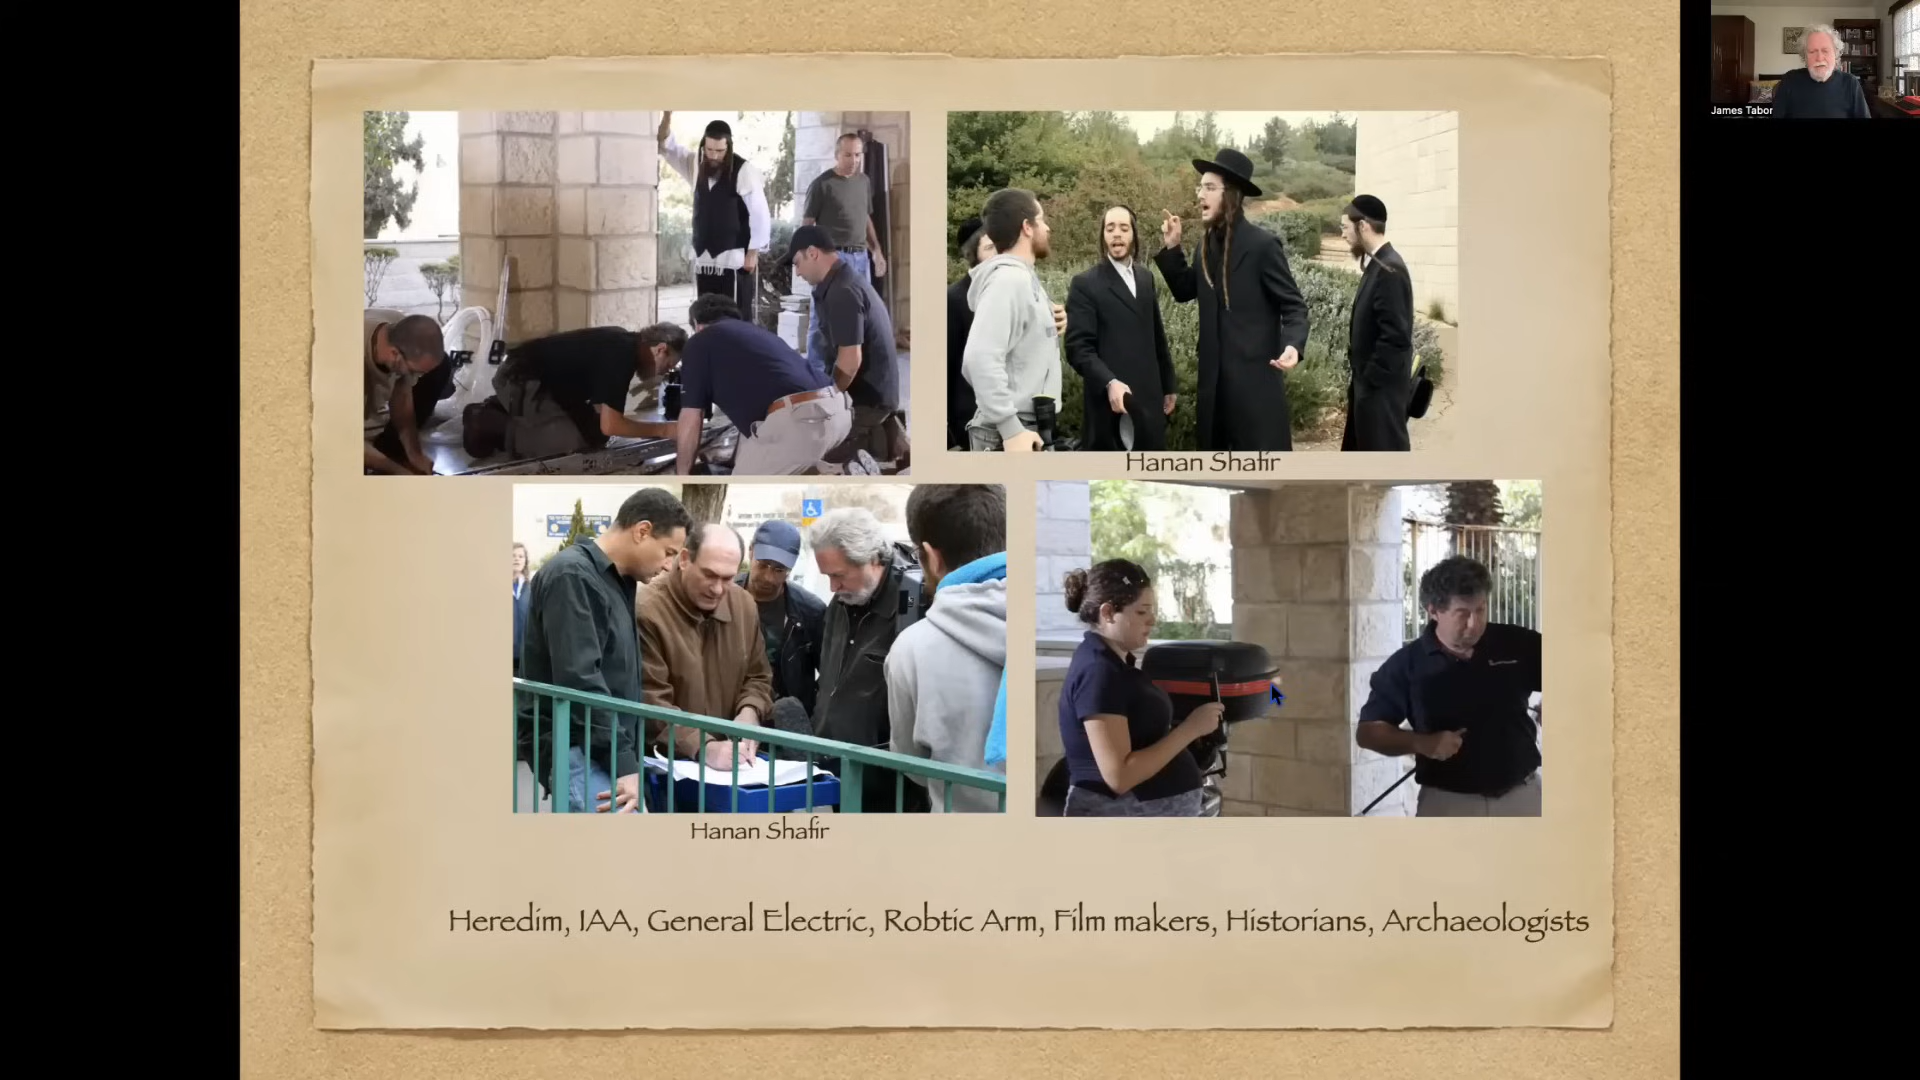 James Tabor
Hanan Shafir
Hanan Shafir
Heredim, IAA, General Electric, Robtic Arm, Film makers, Historians, Archaeologists